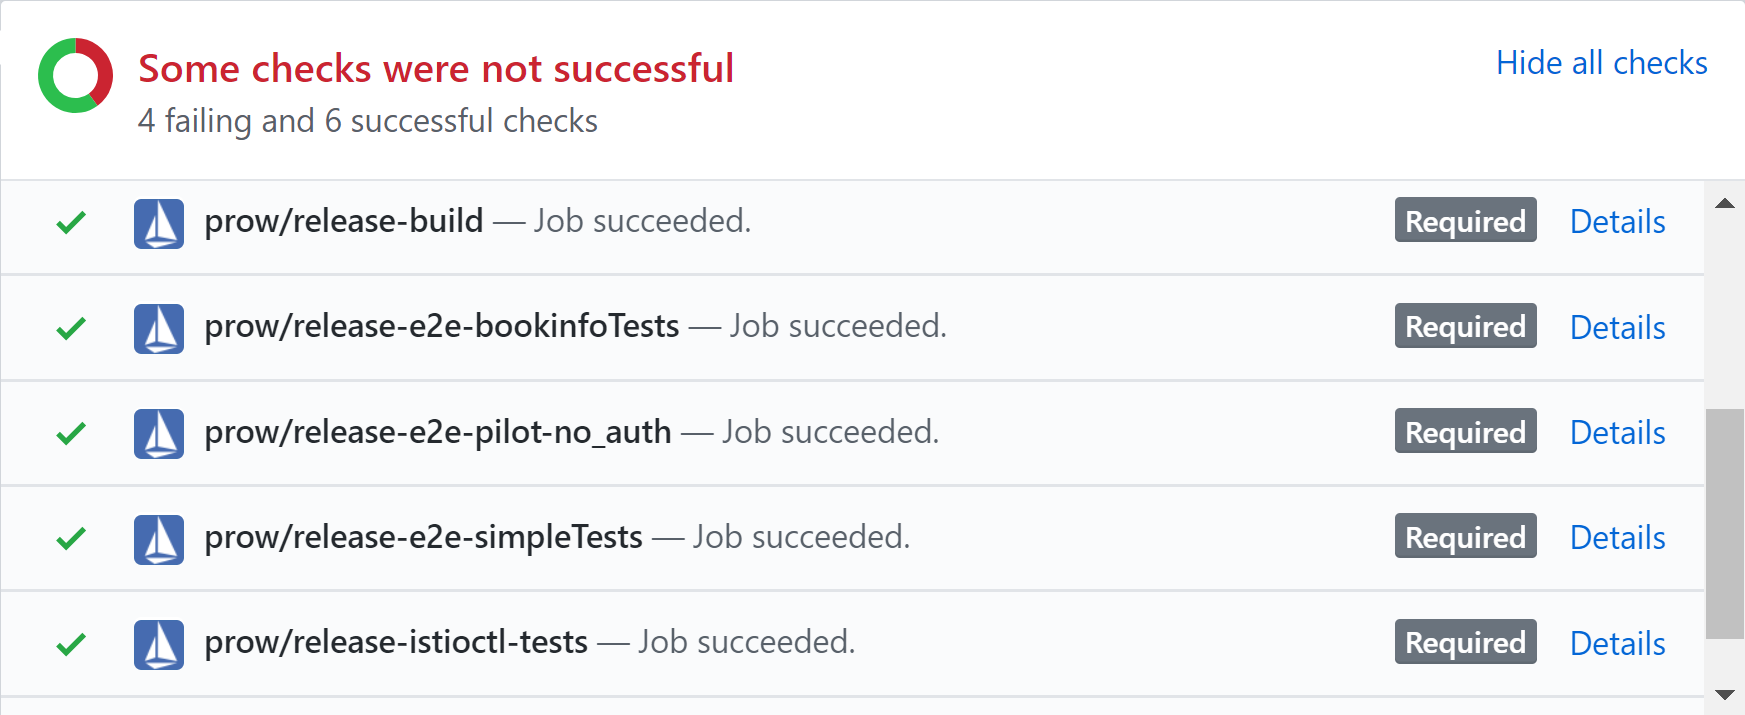 Some checks were not successful
Hide all checks
4 failing and 6 successful checks
prow/release-build — Job succeeded. Required Details
prow/release-e2e-bookinfoTests — Job succeeded. Required Details
prow/release-e2e-pilot-no_auth — Job succeeded. Required Details
prow/release-e2e-simpleTests — Job succeeded. Required Details
prow/release-istioctl-tests — Job succeeded. Required Details